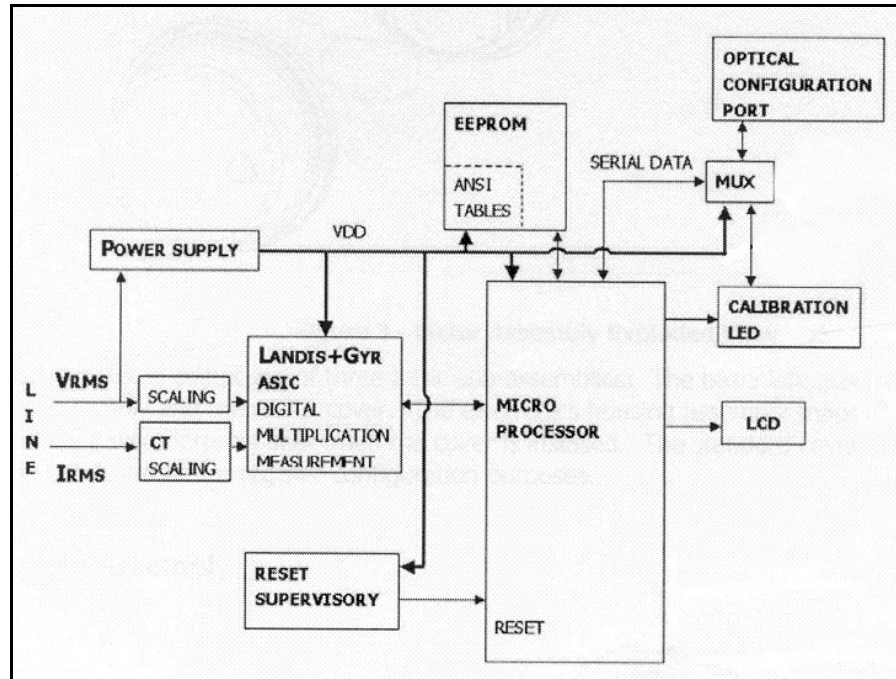 OPTICAL
CONFIGURATION
PORT
EEPROM
ANSI
TABLES
SERIAL DATA
MUX
VDD
POWER SUPPLY
CALIBRATION
LED
LANDIS+GYR
ASIC
DIGITAL
MULTIPLICATION
MEASUREMENT
LINE
VRMS
SCALING
CT
SCALING
IRMS
MICRO
PROCESSOR
LCD
RESET
SUPERVISORY
RESET